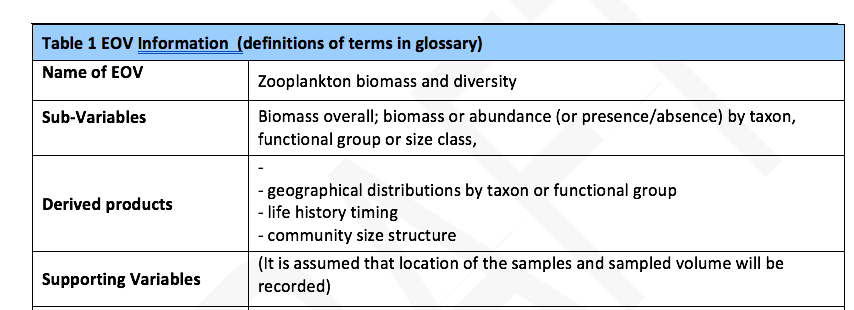 Table 1 EOV Information (definitions of terms in glossary)
Name of EOV
Zooplankton biomass and diversity
Sub-Variables
Biomass overall; biomass or abundance (or presence/absence) by taxon,
functional group or size class,
Derived products
-
- geographical distributions by taxon or functional group
- life history timing
- community size structure
Supporting Variables
(It is assumed that location of the samples and sampled volume will be
recorded)